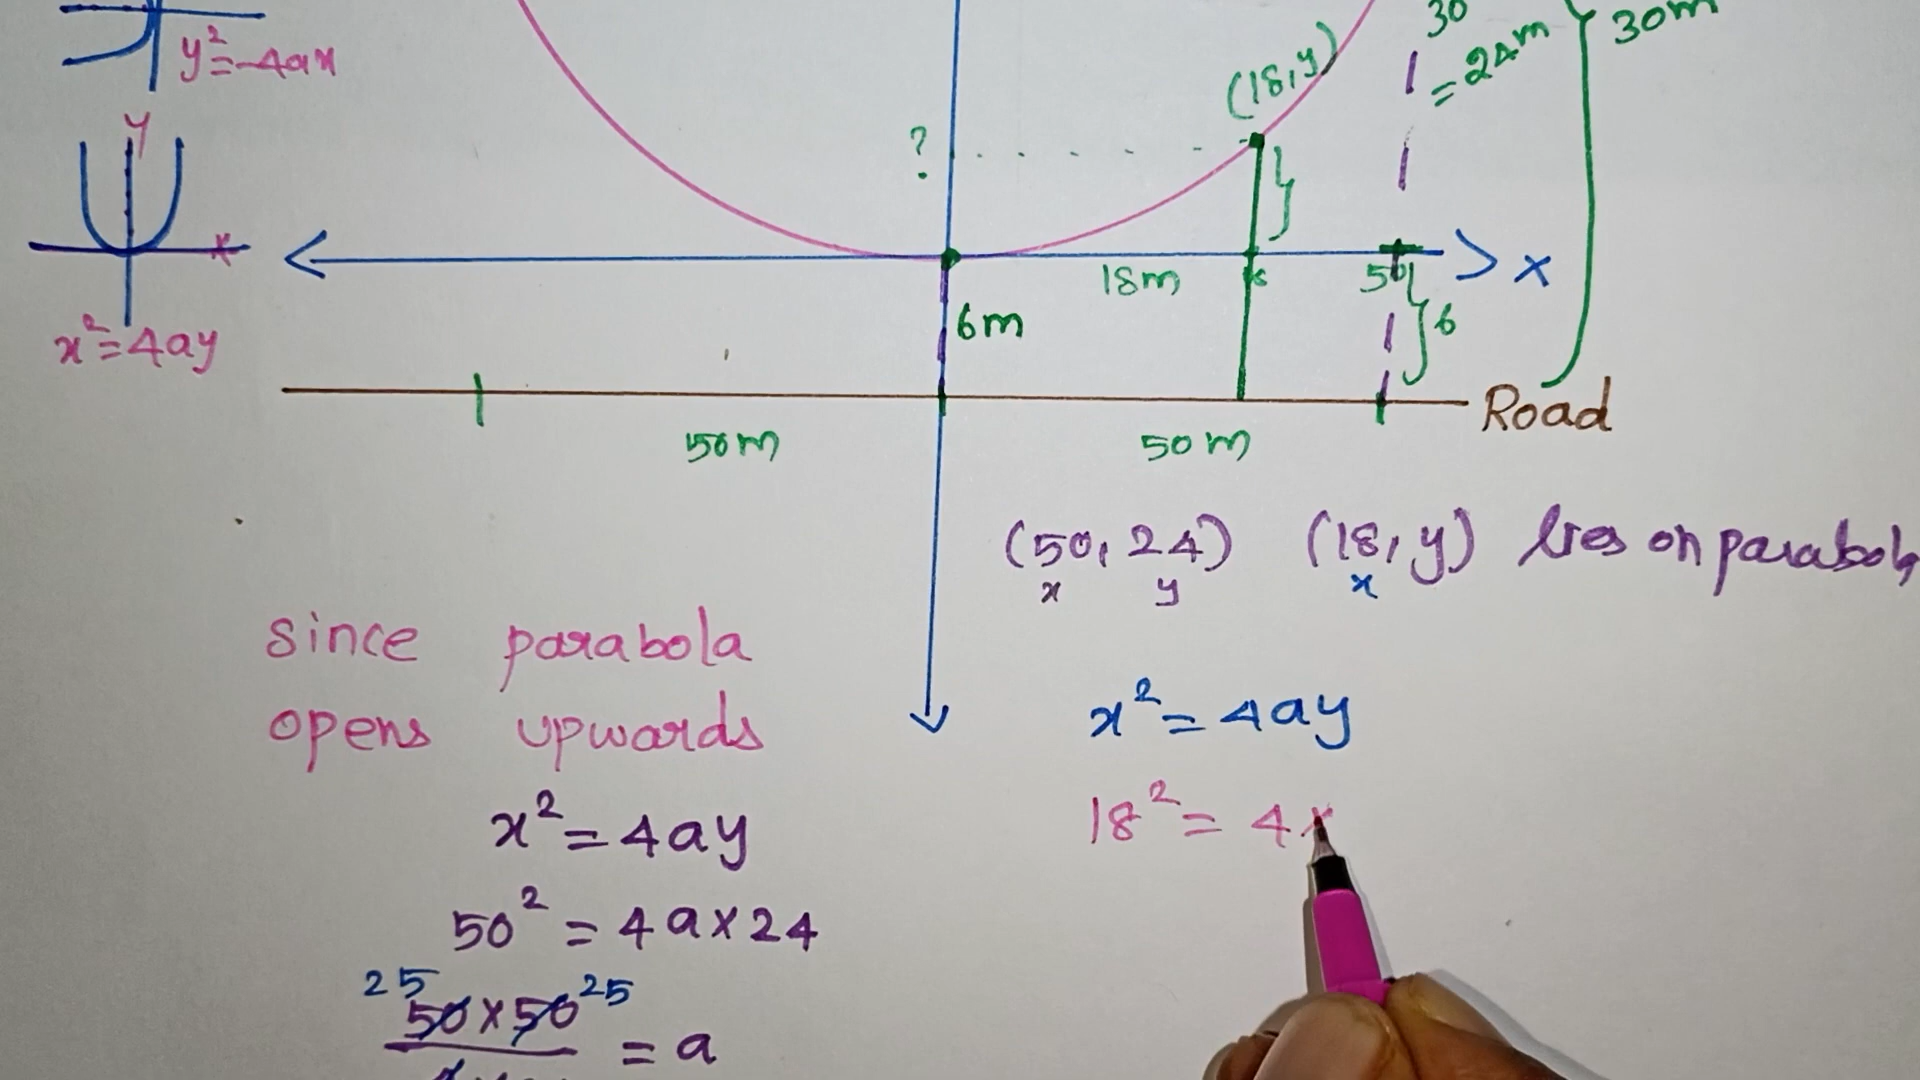 y²=-4ax
y
x
x²=4ay
(18,y)
30
=24m
30m
?
18m
50
x
6m
6
Road
50m
50m
(50,24) (18,y) lies on parabola
x y x
since parabola
opens upwards
x²=4ay
50²=4a×24
25 25
50×50
=a
x²=4ay
18²=4×